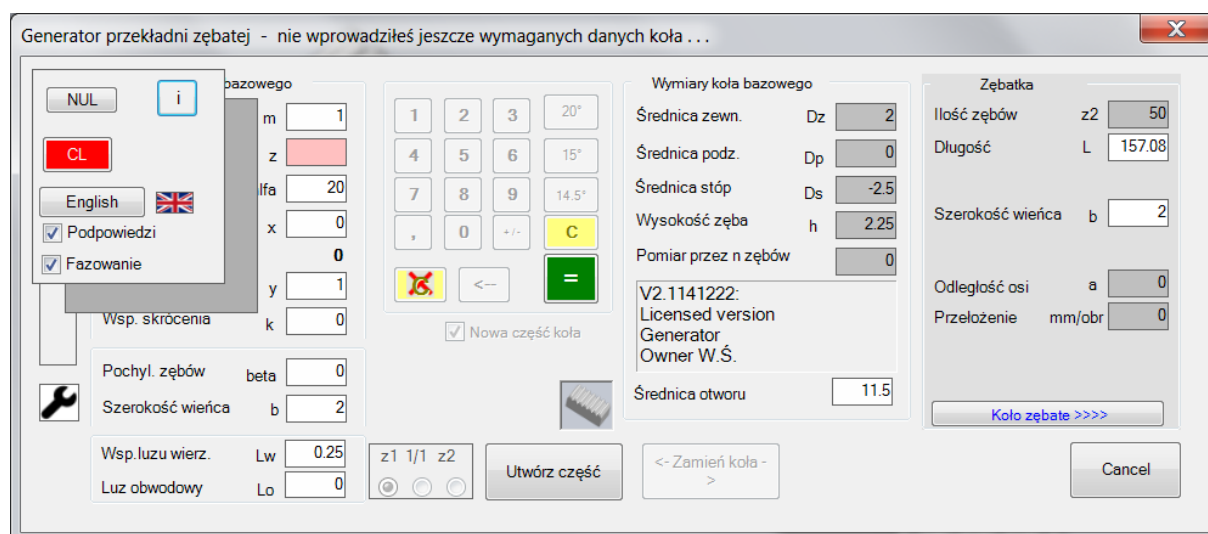 Generator przekładni zębatej - nie wprowadziłeś jeszcze wymaganych danych koła . . .
X
NUL
i
CL
English
Podpowiedzi
Fazowanie
bazowego
m 1
z
lfa 20
x 0
0
y 1
Wsp. skrócenia k 0
Pochyl. zębów beta 0
Szerokość wieńca b 2
Wsp.luzu wierz. Lw 0.25
Luz obwodowy Lo 0
1 2 3 20°
4 5 6 15°
7 8 9 14.5°
, 0 +/- C
<-- =
Nowa część koła
z1 1/1 z2
Utwórz część
<- Zamień koła -
>
Wymiary koła bazowego
Średnica zewn. Dz 2
Średnica podz. Dp 0
Średnica stóp Ds -2.5
Wysokość zęba h 2.25
Pomiar przez n zębów 0
V2.1141222:
Licensed version
Generator
Owner W.Ś.
Średnica otworu 11.5
Zębatka
Ilość zębów z2 50
Długość L 157.08
Szerokość wieńca b 2
Odległość osi a 0
Przełożenie mm/obr 0
Koło zębate >>>>
Cancel